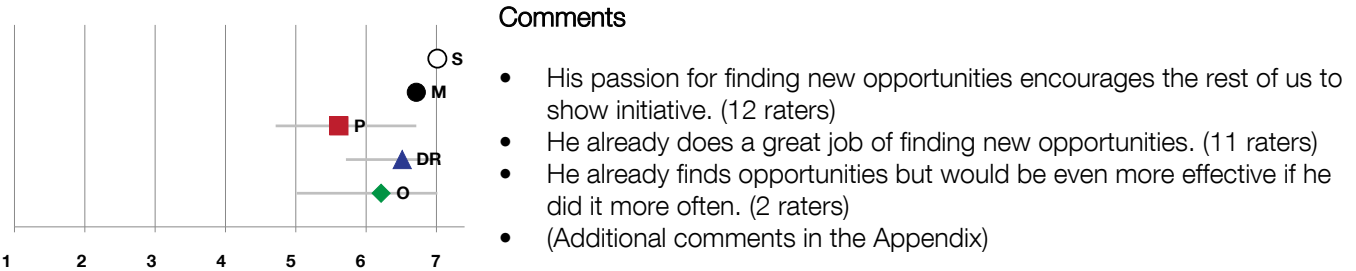 S
M
P
DR
O
1 2 3 4 5 6 7
Comments
• His passion for finding new opportunities encourages the rest of us to
show initiative. (12 raters)
• He already does a great job of finding new opportunities. (11 raters)
• He already finds opportunities but would be even more effective if he
did it more often. (2 raters)
• (Additional comments in the Appendix)